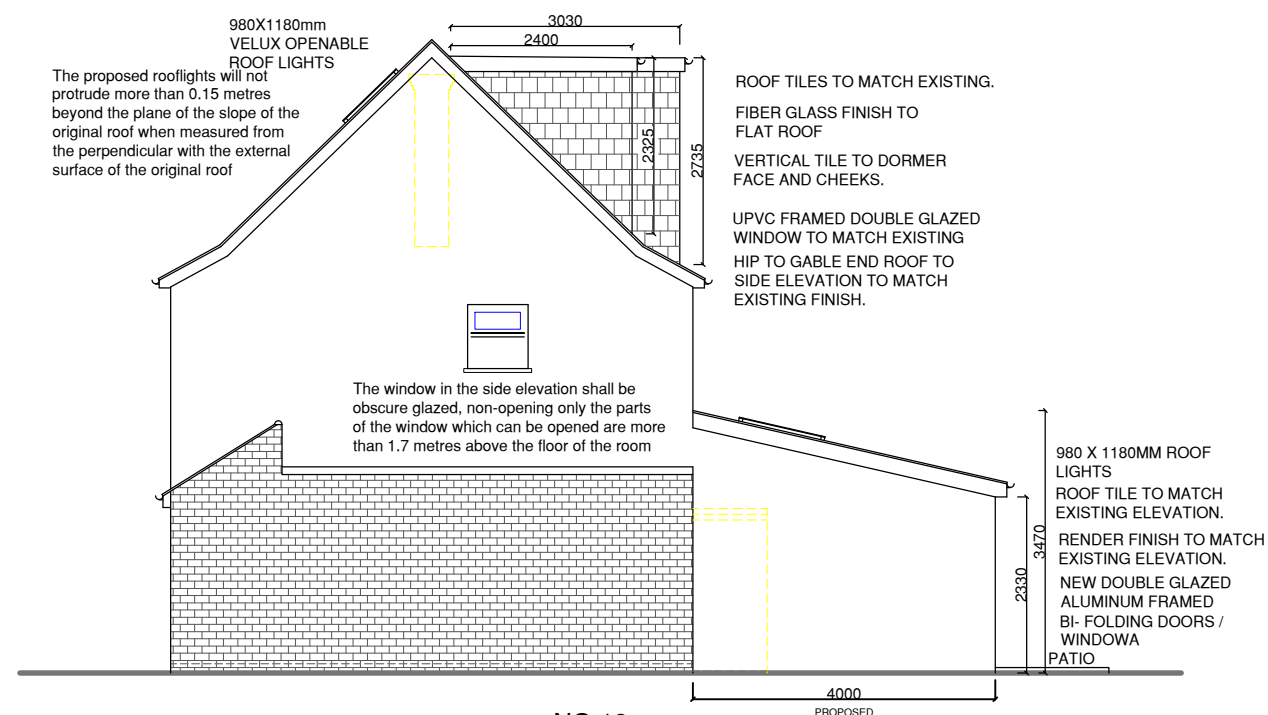 980X1180mm
VELUX OPENABLE
ROOF LIGHTS
The proposed rooflights will not
protrude more than 0.15 metres
beyond the plane of the slope of the
original roof when measured from
the perpendicular with the external
surface of the original roof
3030
2400
2325
2735
ROOF TILES TO MATCH EXISTING.
FIBER GLASS FINISH TO
FLAT ROOF
VERTICAL TILE TO DORMER
FACE AND CHEEKS.
UPVC FRAMED DOUBLE GLAZED
WINDOW TO MATCH EXISTING
HIP TO GABLE END ROOF TO
SIDE ELEVATION TO MATCH
EXISTING FINISH.
The window in the side elevation shall be
obscure glazed, non-opening only the parts
of the window which can be opened are more
than 1.7 metres above the floor of the room
980 X 1180MM ROOF
LIGHTS
ROOF TILE TO MATCH
EXISTING ELEVATION.
RENDER FINISH TO MATCH
EXISTING ELEVATION.
NEW DOUBLE GLAZED
ALUMINUM FRAMED
BI- FOLDING DOORS /
WINDOWA
PATIO
2330
3470
4000
PROPOSED